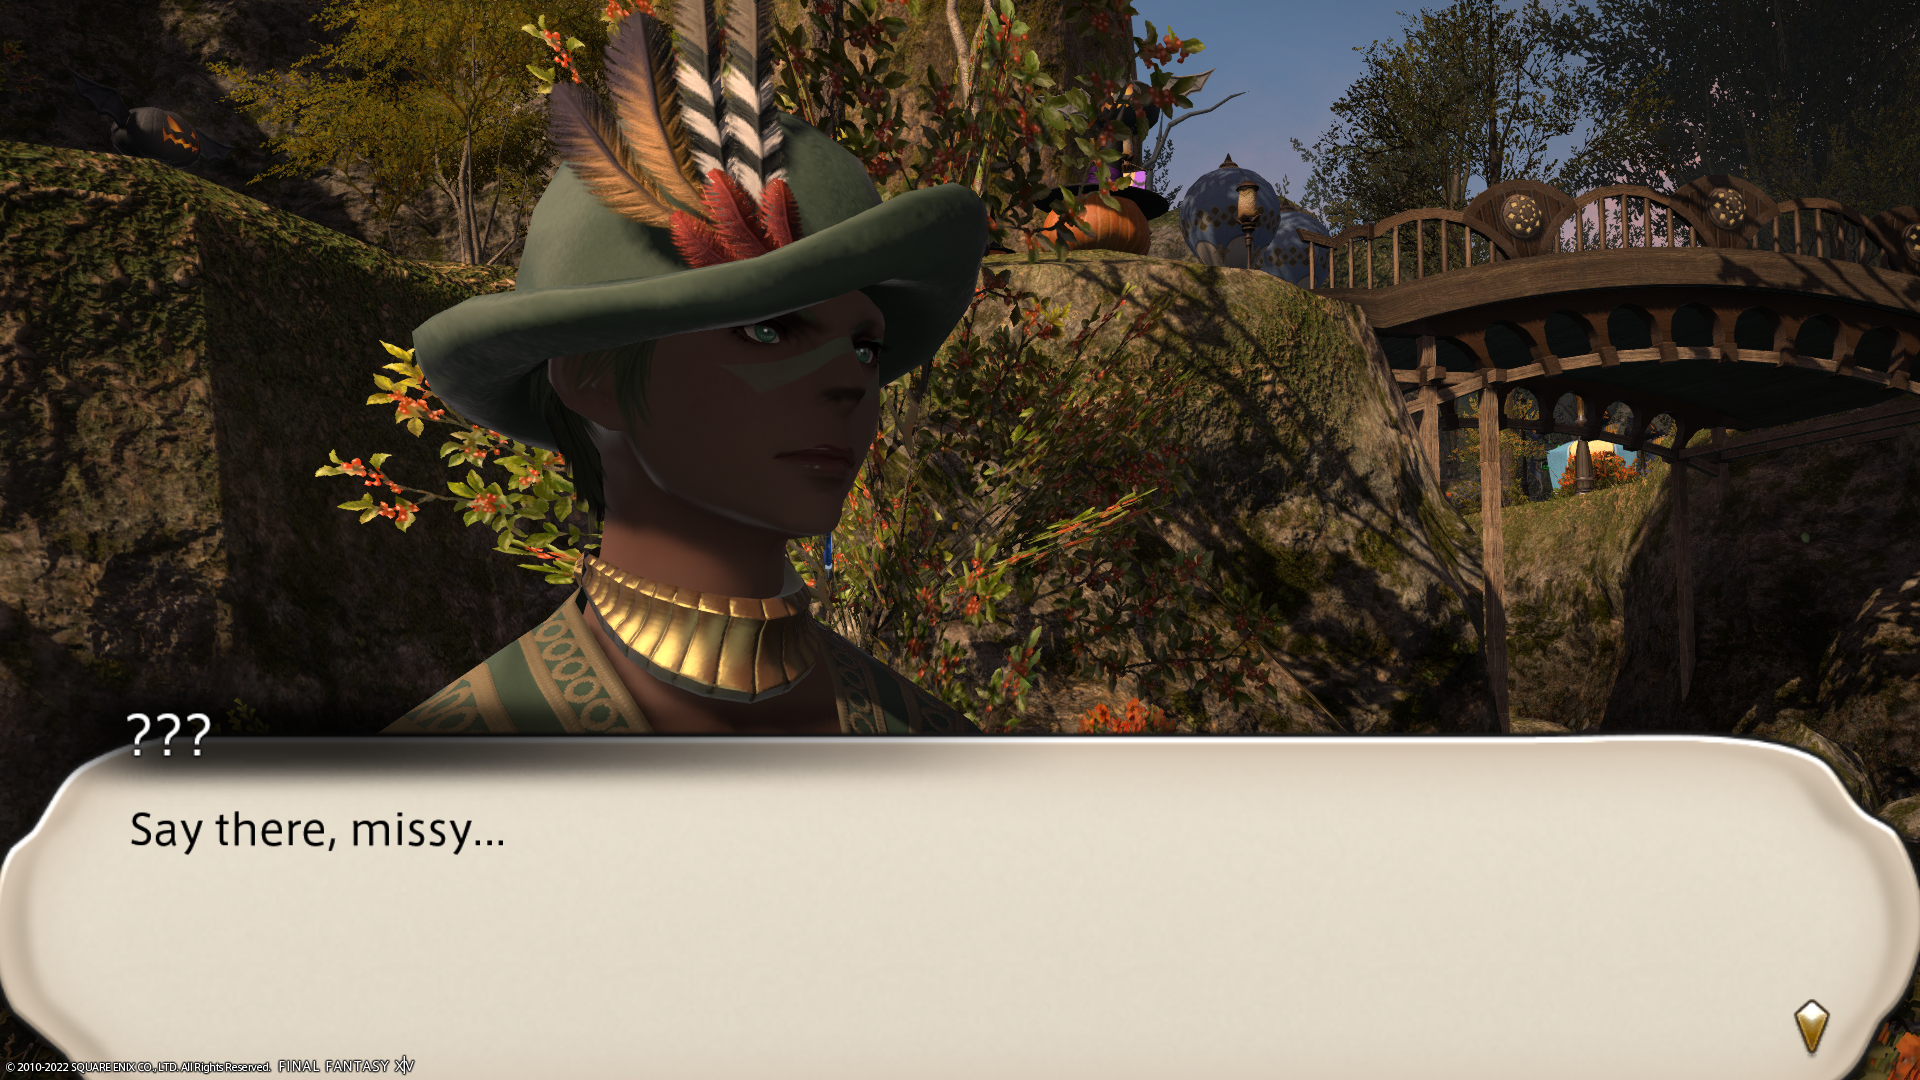 ???
Say there, missy...
© 2010-2022 SQUARE ENIX CO., LTD. All Rights Reserved. FINAL FANTASY XIV